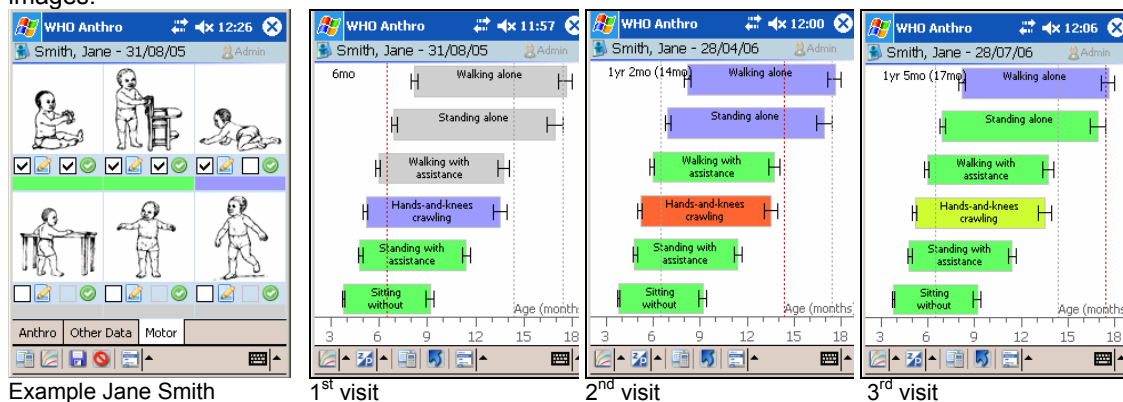 images.
WHO Anthro 12:26
Smith, Jane - 31/08/05 Admin
Anthro Other Data Motor
Example Jane Smith
WHO Anthro 11:57
Smith, Jane - 31/08/05 Admin
6mo
Walking alone
Standing alone
Walking with
assistance
Hands-and-knees
crawling
Standing with
assistance
Sitting
without
Age (months
3 6 9 12 15 18
1st visit
WHO Anthro 12:00
Smith, Jane - 28/04/06 Admin
1yr 2mo (14mo)
Walking alone
Standing alone
Walking with
assistance
Hands-and-knees
crawling
Standing with
assistance
Sitting
without
Age (months)
3 6 9 12 15 18
2nd visit
WHO Anthro 12:06
Smith, Jane - 28/07/06 Admin
1yr 5mo (17mo)
Walking alone
Standing alone
Walking with
assistance
Hands-and-knees
crawling
Standing with
assistance
Sitting
without
Age (months)
3 6 9 12 15 18
3rd visit